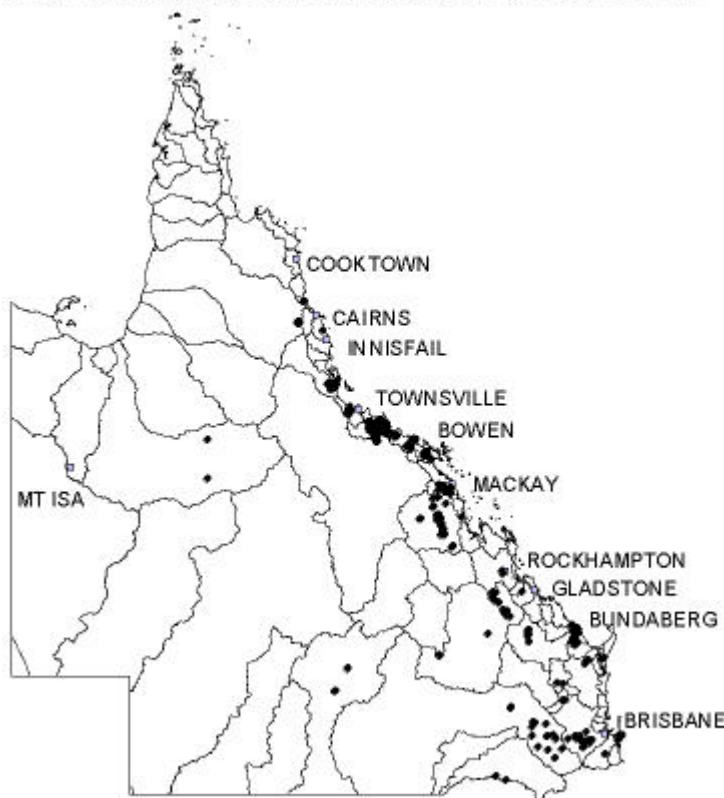 COOKTOWN
CAIRNS
INNISFAIL
TOWNSVILLE
BOWEN
MT ISA
MACKAY
ROCKHAMPTON
GLADSTONE
BUNDABERG
BRISBANE